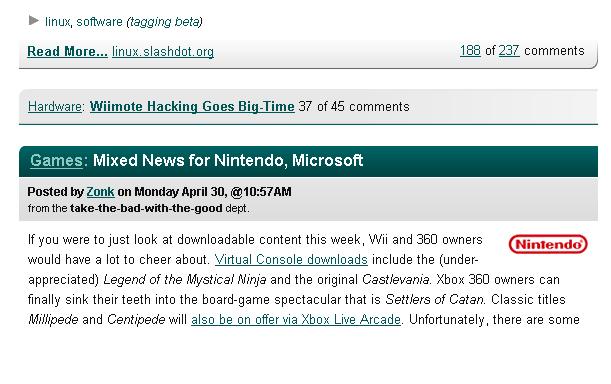 linux, software (tagging beta)
Read More... linux.slashdot.org 188 of 237 comments
Hardware: Wiimote Hacking Goes Big-Time 37 of 45 comments
Games: Mixed News for Nintendo, Microsoft
Posted by Zonk on Monday April 30, @10:57AM
from the take-the-bad-with-the-good dept.
If you were to just look at downloadable content this week, Wii and 360 owners
Nintendo
would have a lot to cheer about. Virtual Console downloads include the (under-
appreciated) Legend of the Mystical Ninja and the original Castlevania. Xbox 360 owners can
finally sink their teeth into the board-game spectacular that is Settlers of Catan. Classic titles
Millipede and Centipede will also be on offer via Xbox Live Arcade. Unfortunately, there are some